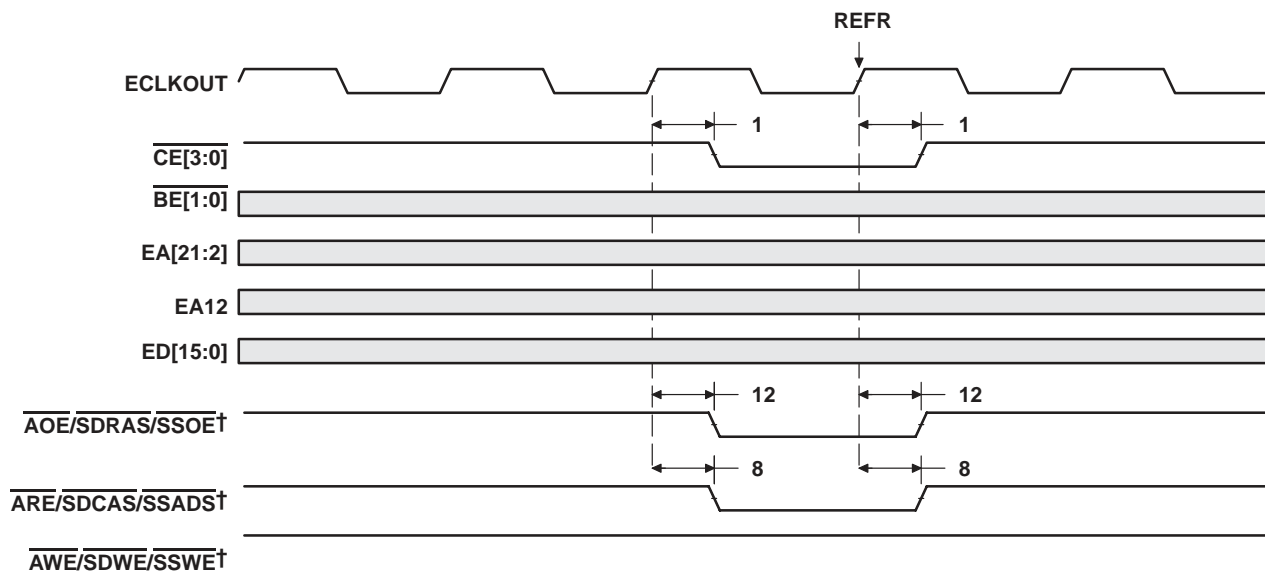 REFR
ECLKOUT
1 1
CE[3:0]
BE[1:0]
EA[21:2]
EA12
ED[15:0]
12 12
AOE/SDRAS/SSOE†
8 8
ARE/SDCAS/SSADS†
AWE/SDWE/SSWE†